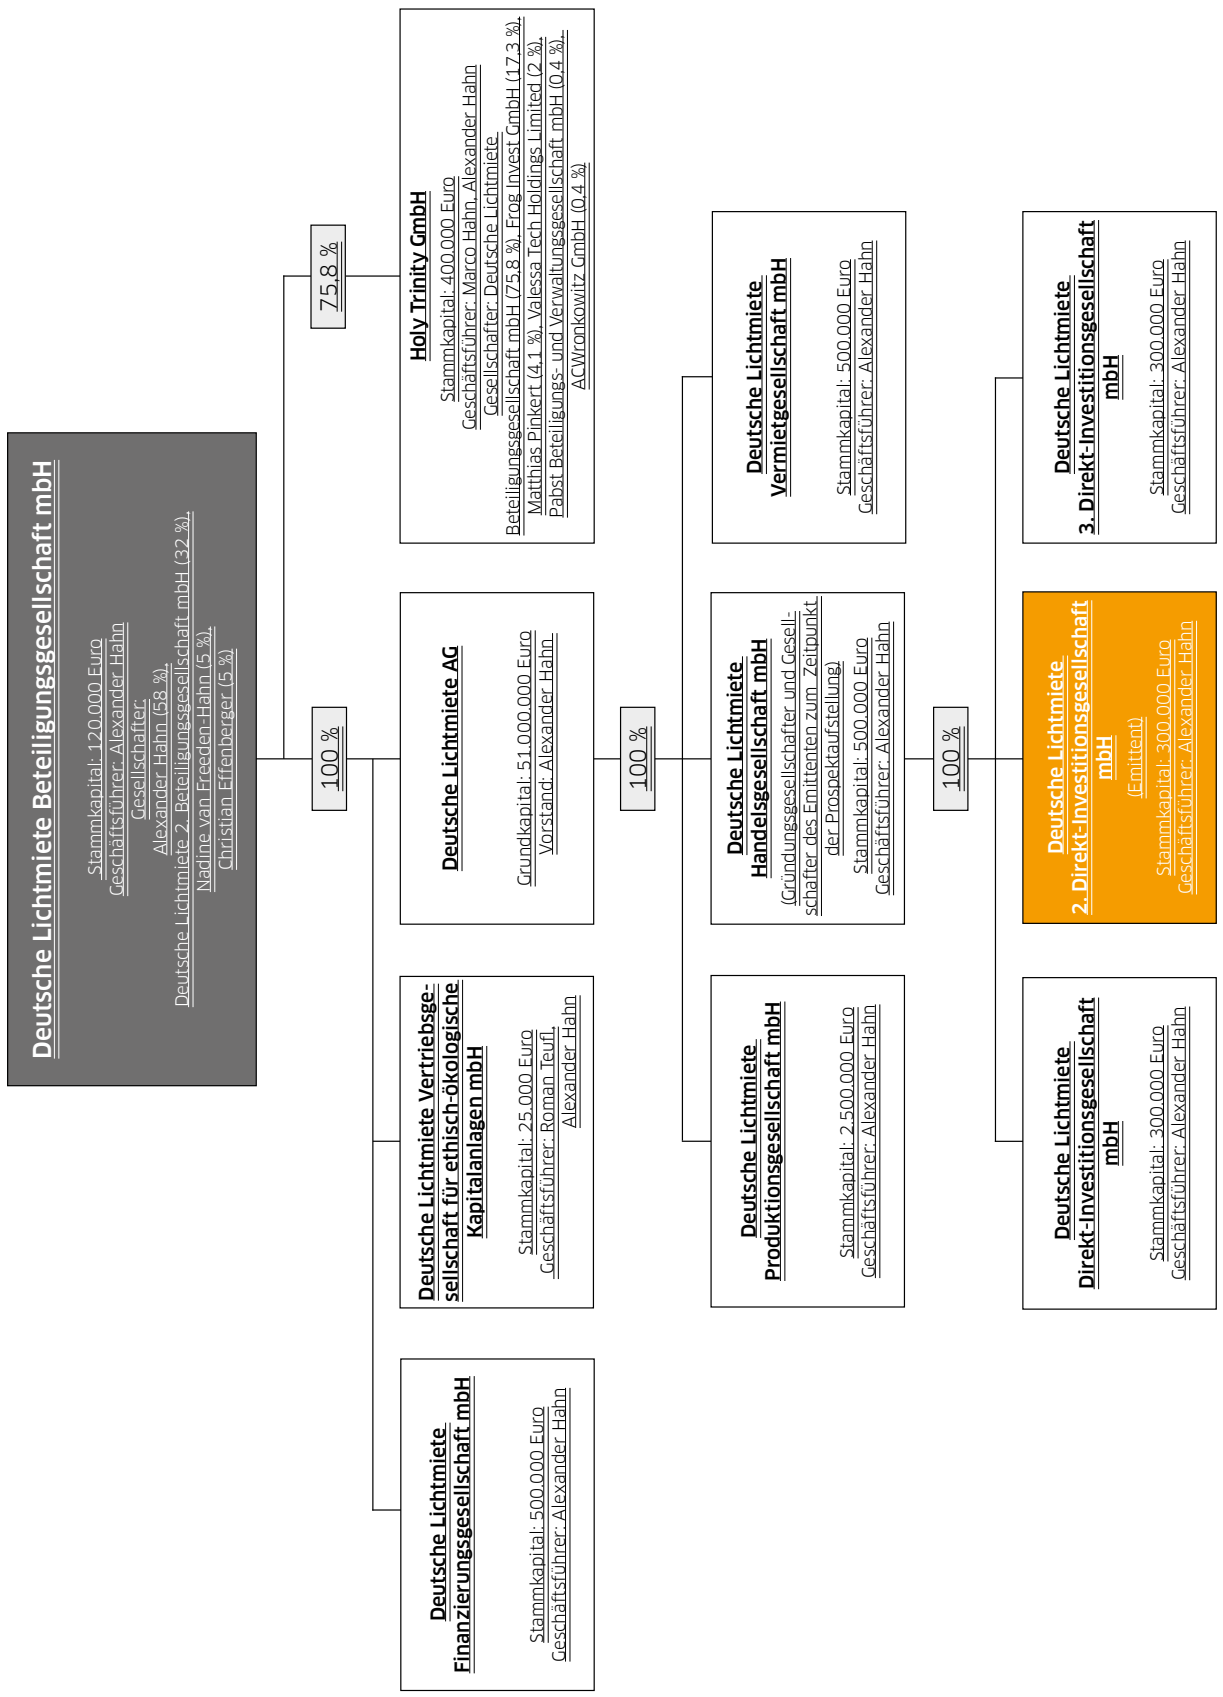 Deutsche Lichtmiete Beteiligungsgesellschaft mbH
Stammkapital: 120.000 Euro
Geschäftsführer: Alexander Hahn
Gesellschafter:
Alexander Hahn (58 %),
Deutsche Lichtmiete 2. Beteiligungsgesellschaft mbH (32 %),
Nadine van Freeden-Hahn (5 %),
Christian Effenberger (5 %)
100 %
75,8 %
Deutsche Lichtmiete
Finanzierungsgesellschaft mbH
Stammkapital: 500.000 Euro
Geschäftsführer: Alexander Hahn
Deutsche Lichtmiete Vertriebsge-
sellschaft für ethisch-ökologische
Kapitalanlagen mbH
Stammkapital: 25.000 Euro
Geschäftsführer: Roman Teufl,
Alexander Hahn
Deutsche Lichtmiete AG
Grundkapital: 51.000.000 Euro
Vorstand: Alexander Hahn
Holy Trinity GmbH
Stammkapital: 400.000 Euro
Geschäftsführer: Marco Hahn, Alexander Hahn
Gesellschafter: Deutsche Lichtmiete
Beteiligungsgesellschaft mbH (75,8 %), Frog Invest GmbH (17,3 %),
Matthias Pinkert (4,1 %), Valessa Tech Holdings Limited (2 %),
Pabst Beteiligungs- und Verwaltungsgesellschaft mbH (0,4 %),
ACWronkowitz GmbH (0,4 %)
100 %
Deutsche Lichtmiete
Produktionsgesellschaft mbH
Stammkapital: 2.500.000 Euro
Geschäftsführer: Alexander Hahn
Deutsche Lichtmiete
Handelsgesellschaft mbH
(Gründungsgesellschafter und Gesell-
schafter des Emittenten zum Zeitpunkt
der Prospektaufstellung)
Stammkapital: 500.000 Euro
Geschäftsführer: Alexander Hahn
Deutsche Lichtmiete
Vermietgesellschaft mbH
Stammkapital: 500.000 Euro
Geschäftsführer: Alexander Hahn
100 %
Deutsche Lichtmiete
Direkt-Investitionsgesellschaft
mbH
Stammkapital: 300.000 Euro
Geschäftsführer: Alexander Hahn
Deutsche Lichtmiete
2. Direkt-Investitionsgesellschaft
mbH
(Emittent)
Stammkapital: 300.000 Euro
Geschäftsführer: Alexander Hahn
Deutsche Lichtmiete
3. Direkt-Investitionsgesellschaft
mbH
Stammkapital: 300.000 Euro
Geschäftsführer: Alexander Hahn